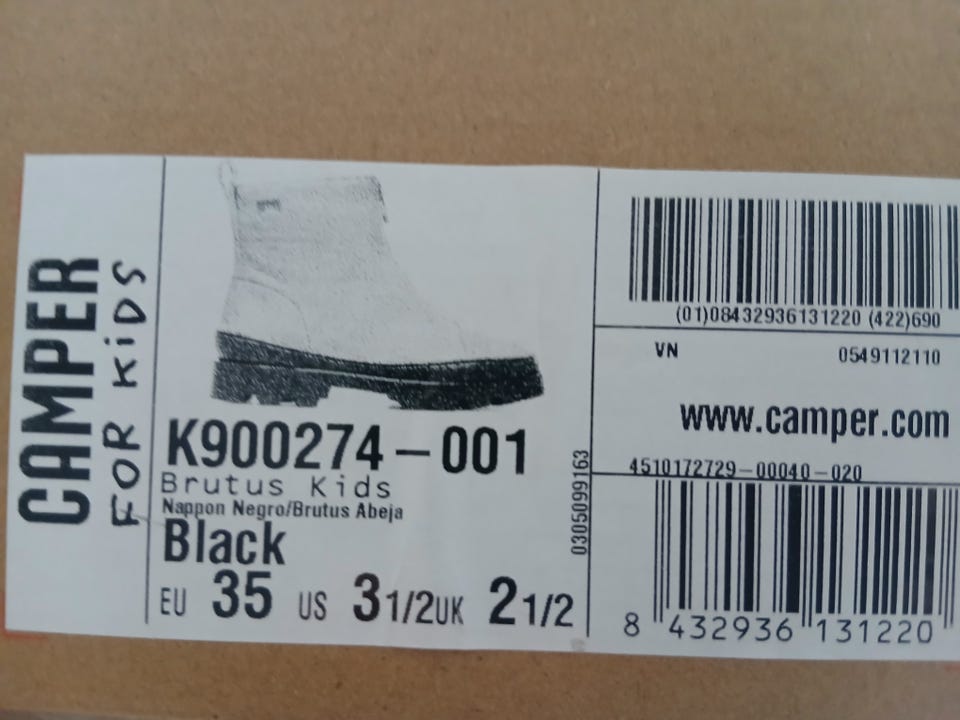 CAMPER
FOR KiDS
K900274-001
Brutus Kids
Nappon Negro/Brutus Abeja
Black
EU 35 US 3 1/2 UK 2 1/2
0305099163
(01)08432936131220 (422)690
VN 0549112110
www.camper.com
4510172729-00040-020
8 432936 131220